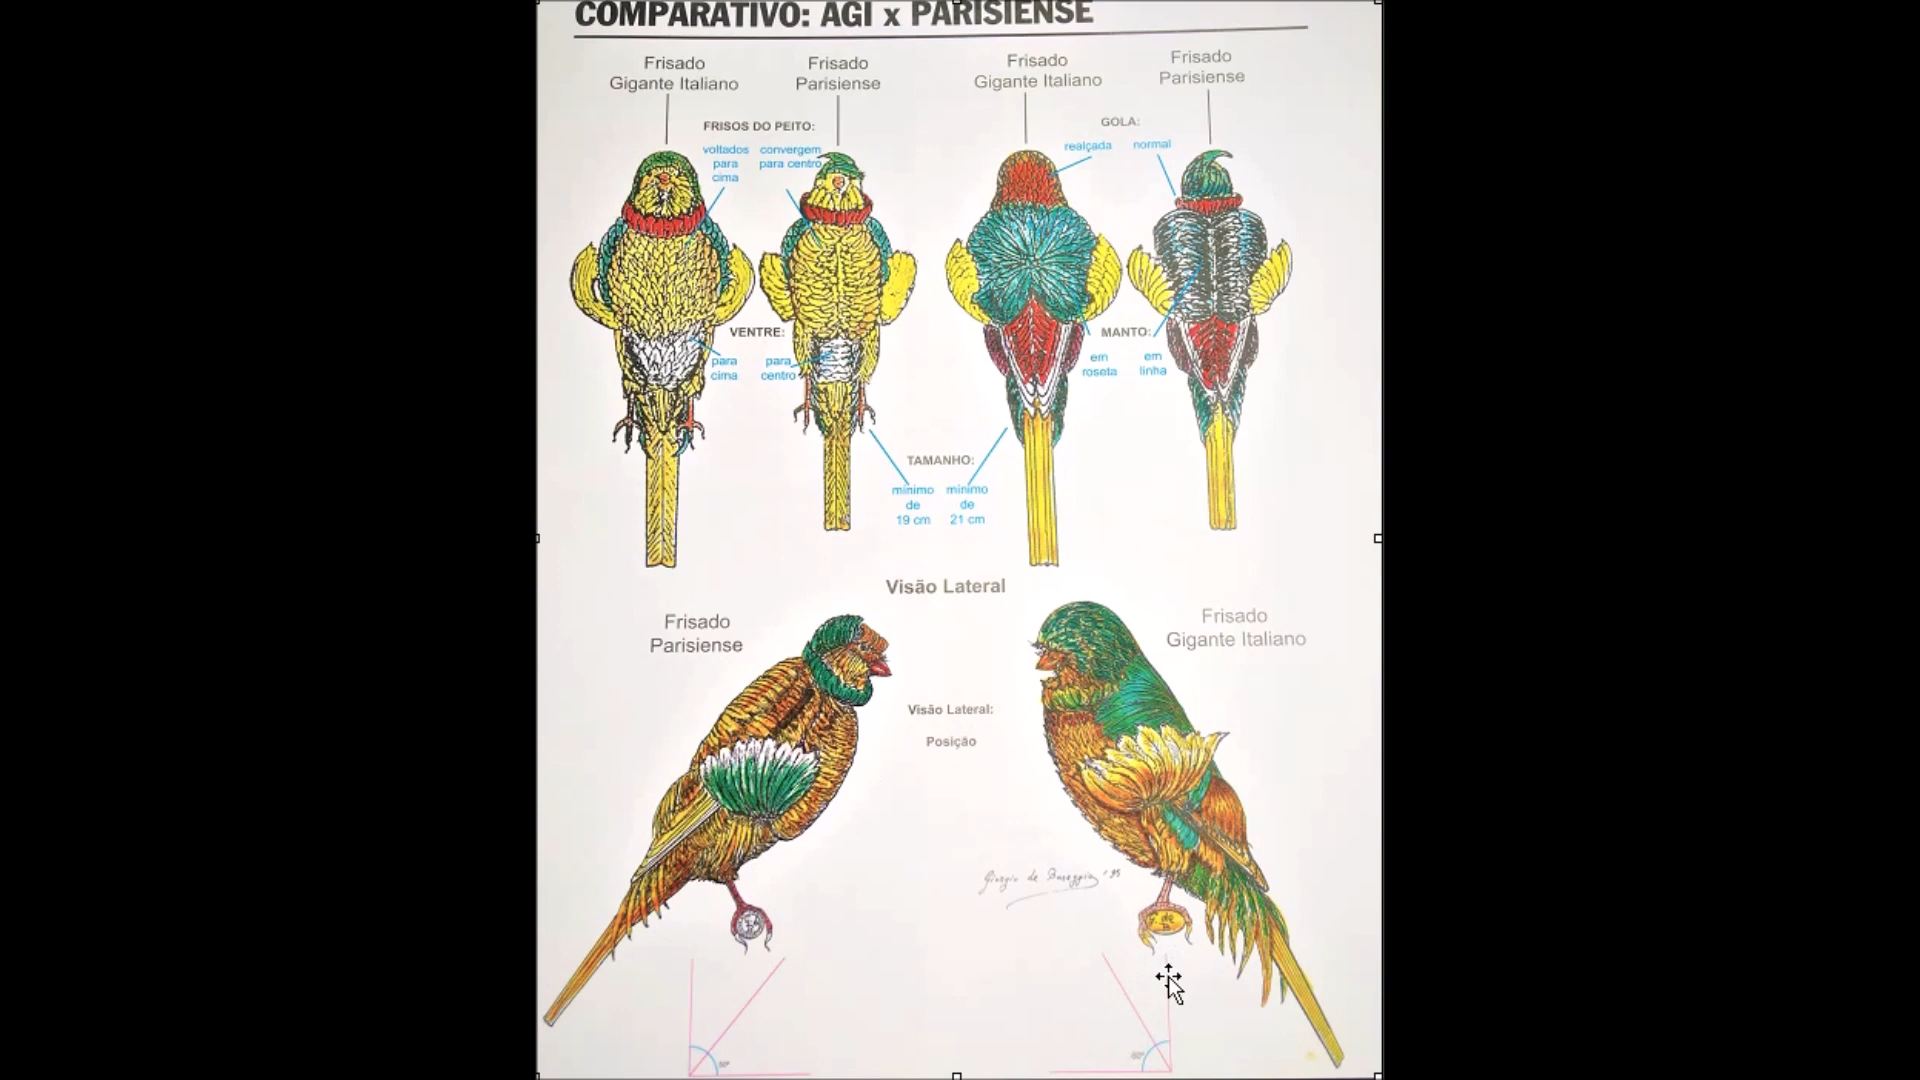 COMPARATIVO: AGI x PARISIENSE
Frisado
Gigante Italiano
Frisado
Parisiense
Frisado
Gigante Italiano
Frisado
Parisiense
FRISOS DO PEITO:
voltados
para
cima
convergem
para centro
GOLA:
realçada
normal
VENTRE:
para
cima
para
centro
MANTO:
em
roseta
em
linha
TAMANHO:
mínimo
de
19 cm
mínimo
de
21 cm
Visão Lateral
Frisado
Parisiense
Frisado
Gigante Italiano
Visão Lateral:
Posição
Giorgio de